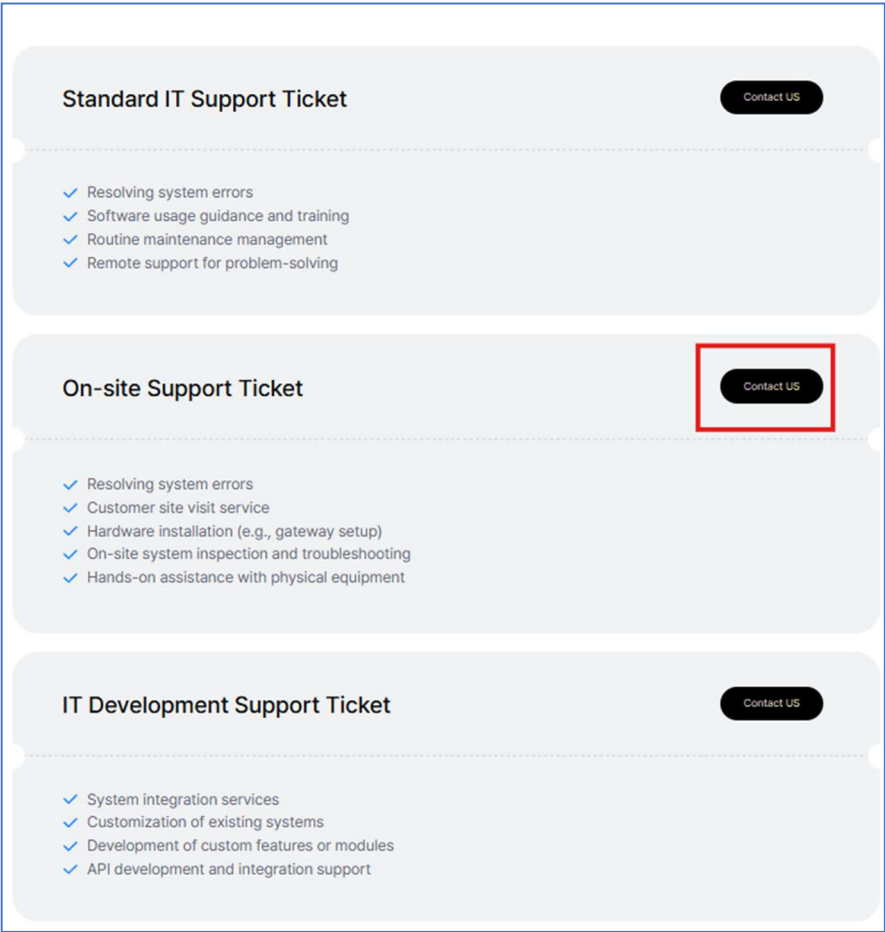 Standard IT Support Ticket
Contact US
Resolving system errors
Software usage guidance and training
Routine maintenance management
Remote support for problem-solving
On-site Support Ticket
Contact US
Resolving system errors
Customer site visit service
Hardware installation (e.g., gateway setup)
On-site system inspection and troubleshooting
Hands-on assistance with physical equipment
IT Development Support Ticket
Contact US
System integration services
Customization of existing systems
Development of custom features or modules
API development and integration support